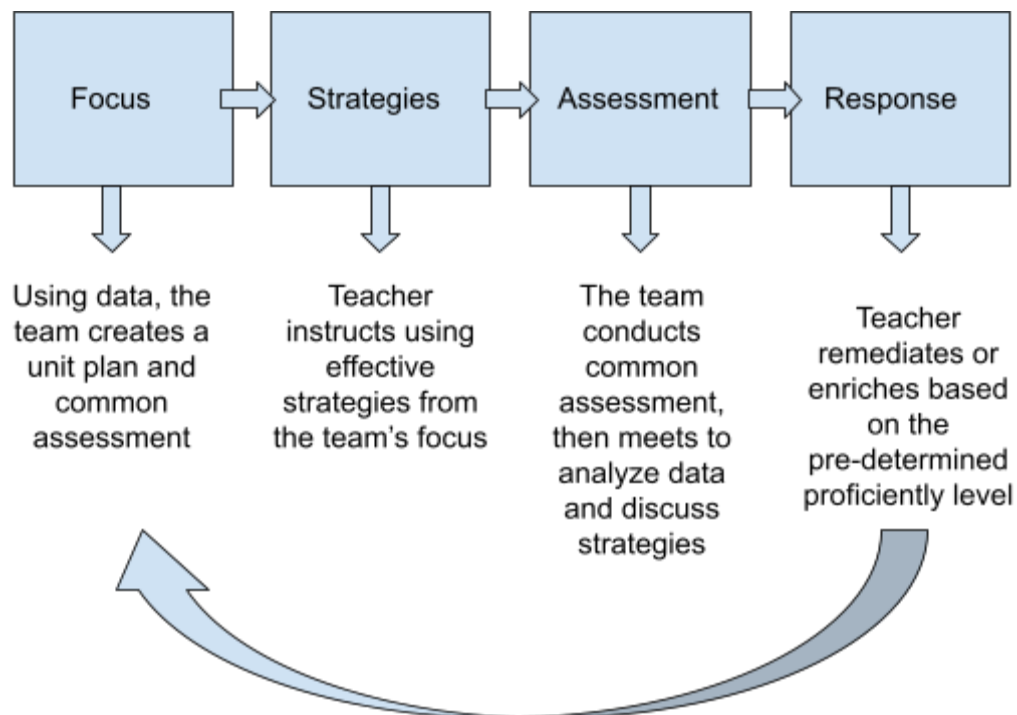 Focus
Strategies
Assessment
Response
Using data, the
team creates a
unit plan and
common
assessment
Teacher
instructs using
effective
strategies from
the team's focus
The team
conducts
common
assessment,
then meets to
analyze data
and discuss
strategies
Teacher
remediates or
enriches based
on the
pre-determined
proficiently level